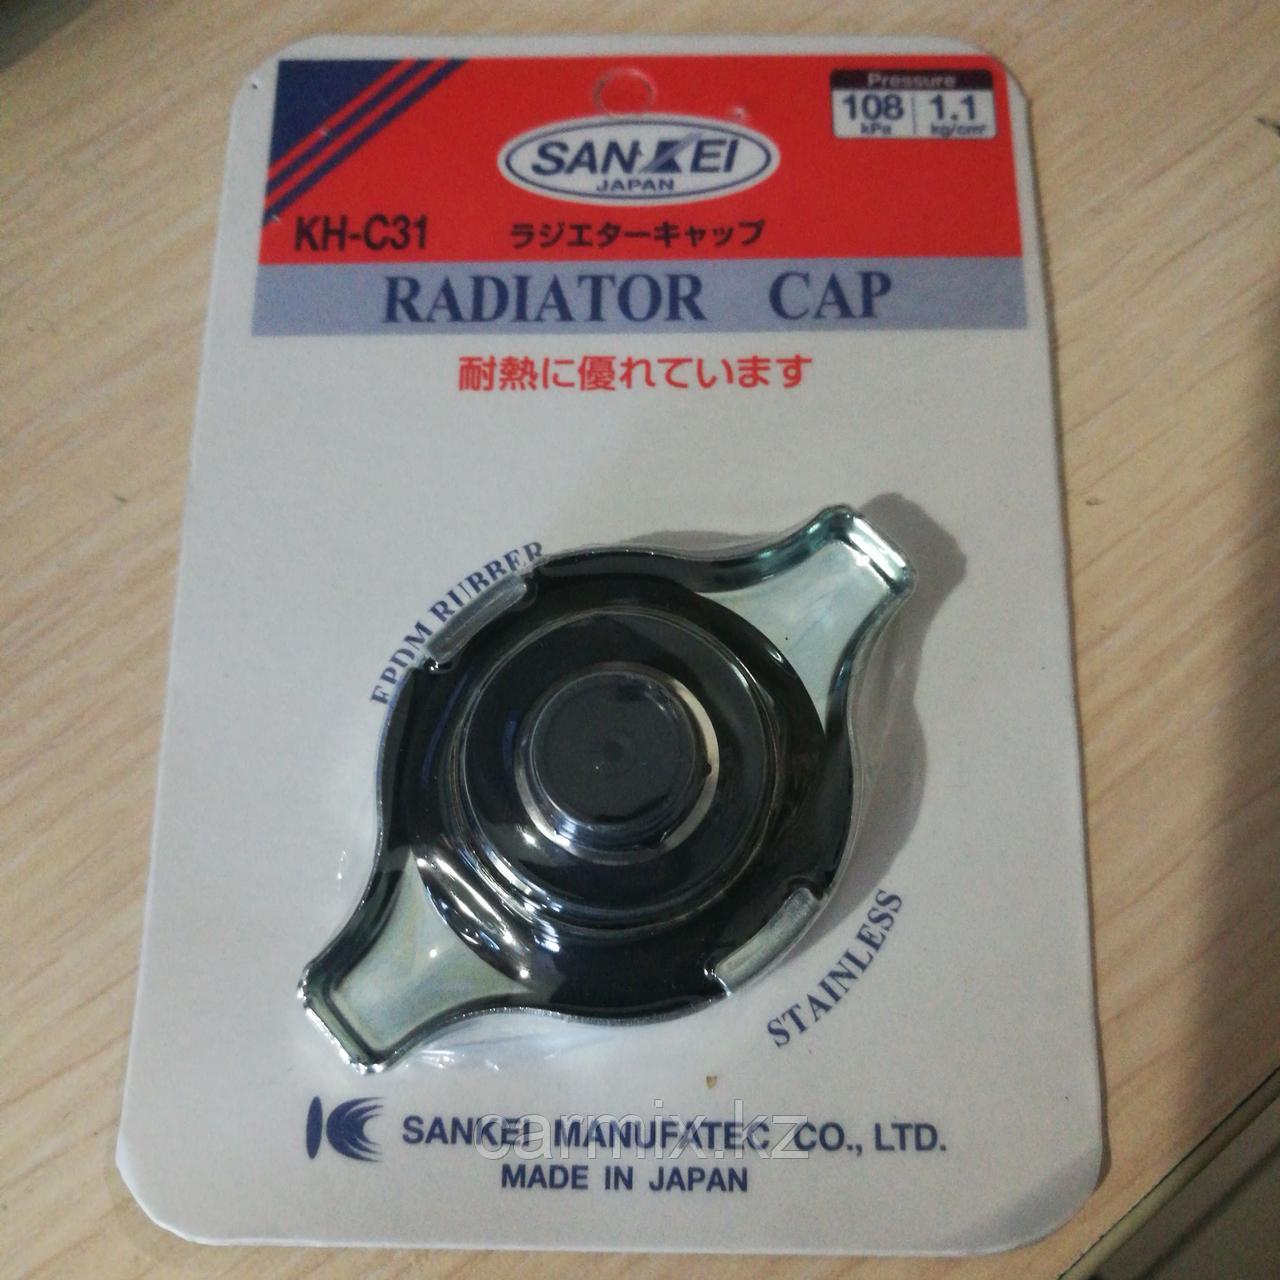 Pressure
108 | 1.1
kPa kg/cm²
SAN-KEI
JAPAN
KH-C31 ラジエターキャップ
RADIATOR CAP
耐熱に優れています
EPDM RUBBER
STAINLESS
SANKEI MANUFATEC CO., LTD.
MADE IN JAPAN
carmix.kz